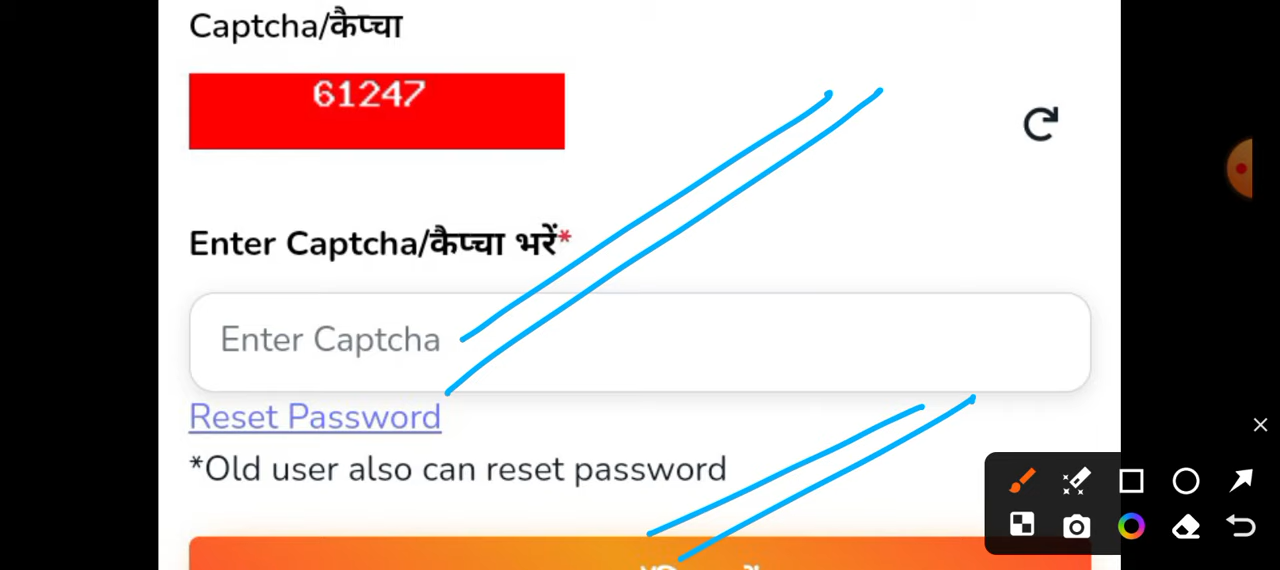 Captcha/कैप्चा
61247
Enter Captcha/कैप्चा भरें*
Enter Captcha
Reset Password
*Old user also can reset password